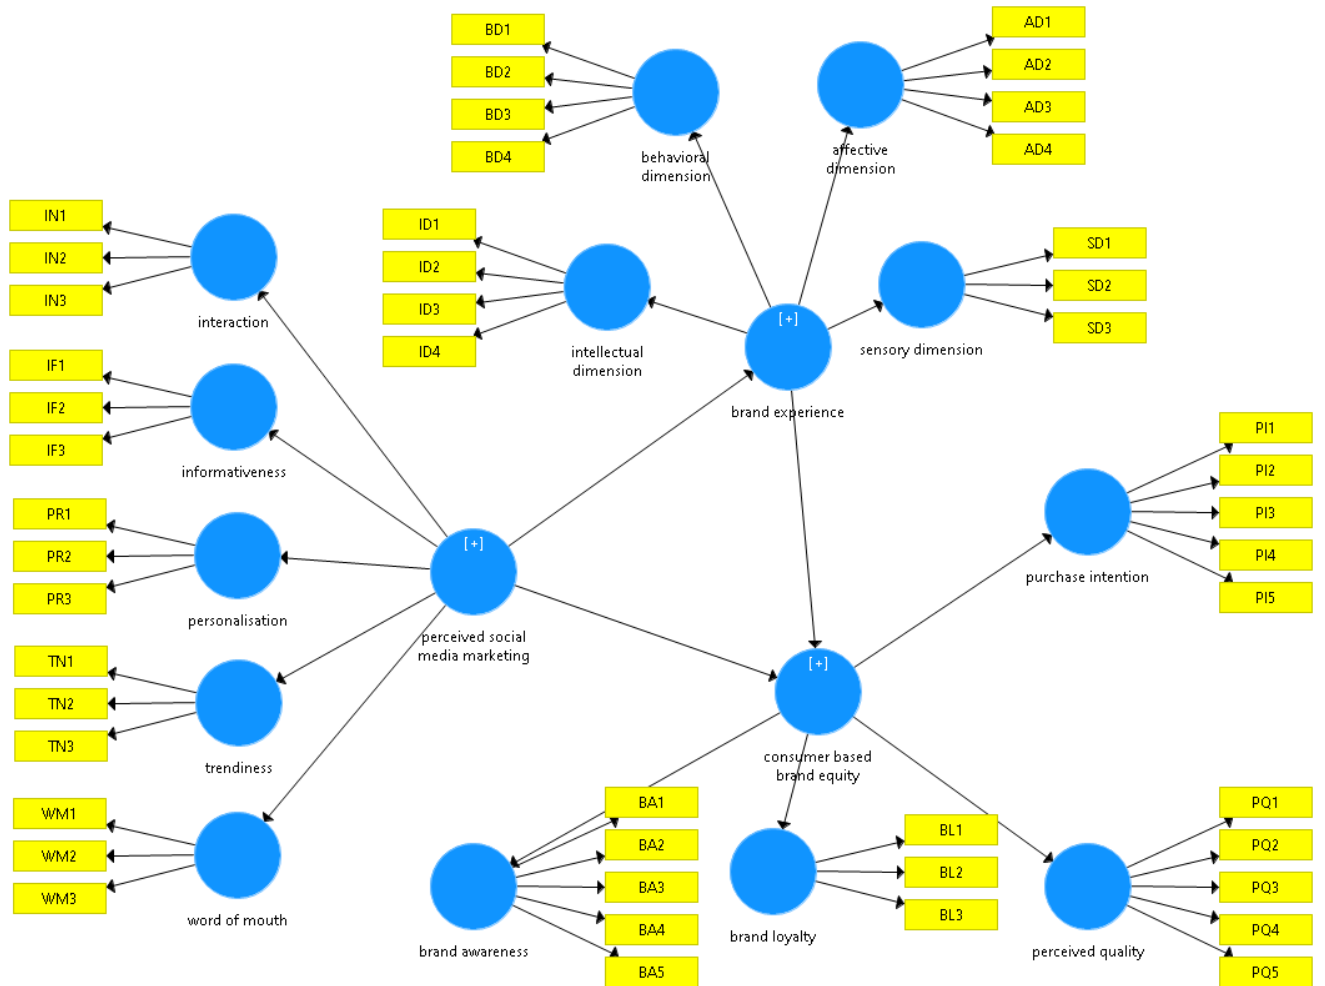 BD1
BD2
BD3
BD4
behavioral
dimension
AD1
AD2
AD3
AD4
affective
dimension
IN1
IN2
IN3
interaction
ID1
ID2
ID3
ID4
intellectual
dimension
SD1
SD2
SD3
sensory dimension
[+]
brand experience
IF1
IF2
IF3
informativeness
PR1
PR2
PR3
personalisation
[+]
perceived social
media marketing
PI1
PI2
PI3
PI4
PI5
purchase intention
TN1
TN2
TN3
trendiness
[+]
consumer based
brand equity
WM1
WM2
WM3
word of mouth
BA1
BA2
BA3
BA4
BA5
brand awareness
BL1
BL2
BL3
brand loyalty
PQ1
PQ2
PQ3
PQ4
PQ5
perceived quality